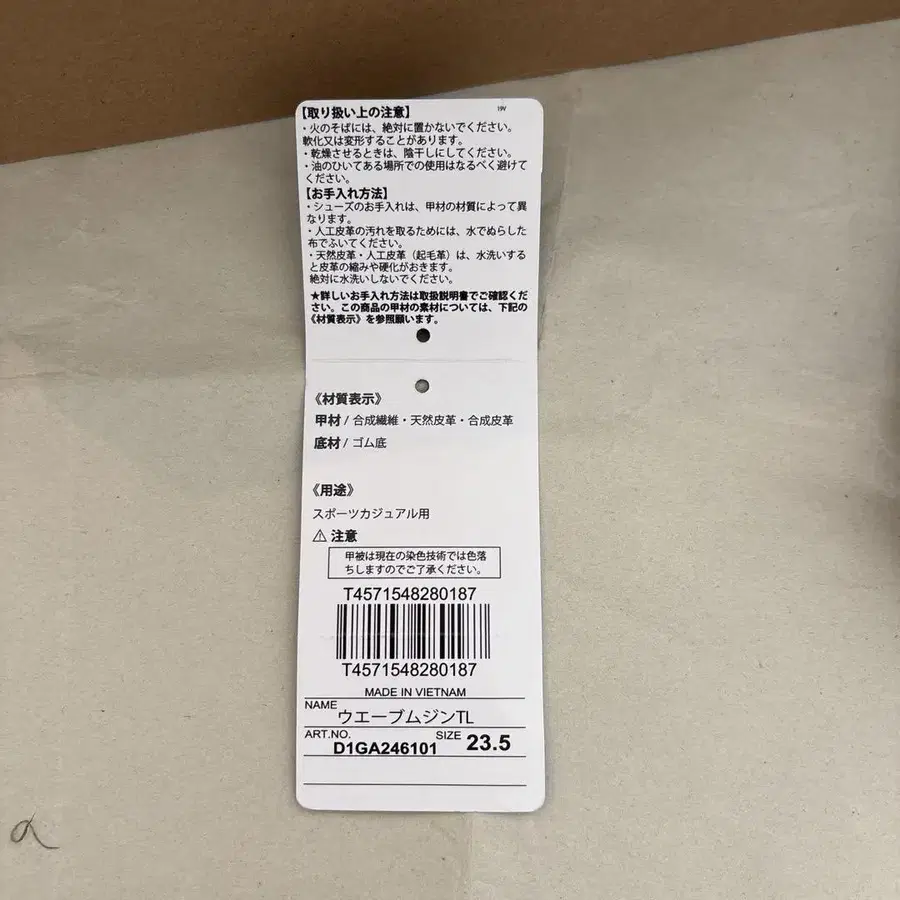 【取り扱い上の注意】
19V
・火のそばには、絶対に置かないでください。
軟化又は変形することがあります。
・乾燥させるときは、陰干しにしてください。
・油のひいてある場所での使用はなるべく避けて
ください。
【お手入れ方法】
・シューズのお手入れは、甲材の材質によって異
なります。
・人工皮革の汚れを取るためには、水でぬらした
布でふいてください。
・天然皮革・人工皮革（起毛革）は、水洗いする
と皮革の縮みや硬化がおきます。
絶対に水洗いしないでください。
★詳しいお手入れ方法は取扱説明書でご確認くだ
さい。この商品の甲材の素材については、下記の
《材質表示》を参照願います。
《材質表示》
甲材 / 合成繊維・天然皮革・合成皮革
底材 / ゴム底
《用途》
スポーツカジュアル用
⚠ 注意
甲被は現在の染色技術では色落
ちしますのでご了承ください。
T4571548280187
T4571548280187
MADE IN VIETNAM
NAME ウエーブムジンTL
ART.NO. D1GA246101 SIZE 23.5